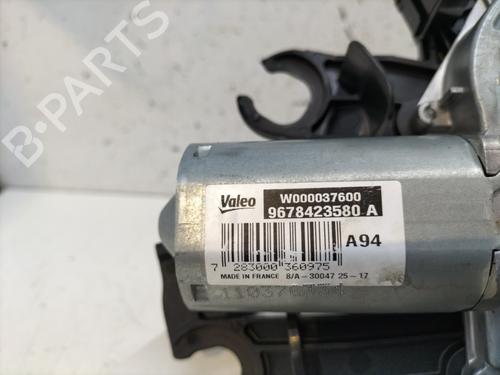 B-PARTS
Valeo
W000037600
9678423580 A
A94
7 283000 360975
MADE IN FRANCE 8/A-30047 25-17